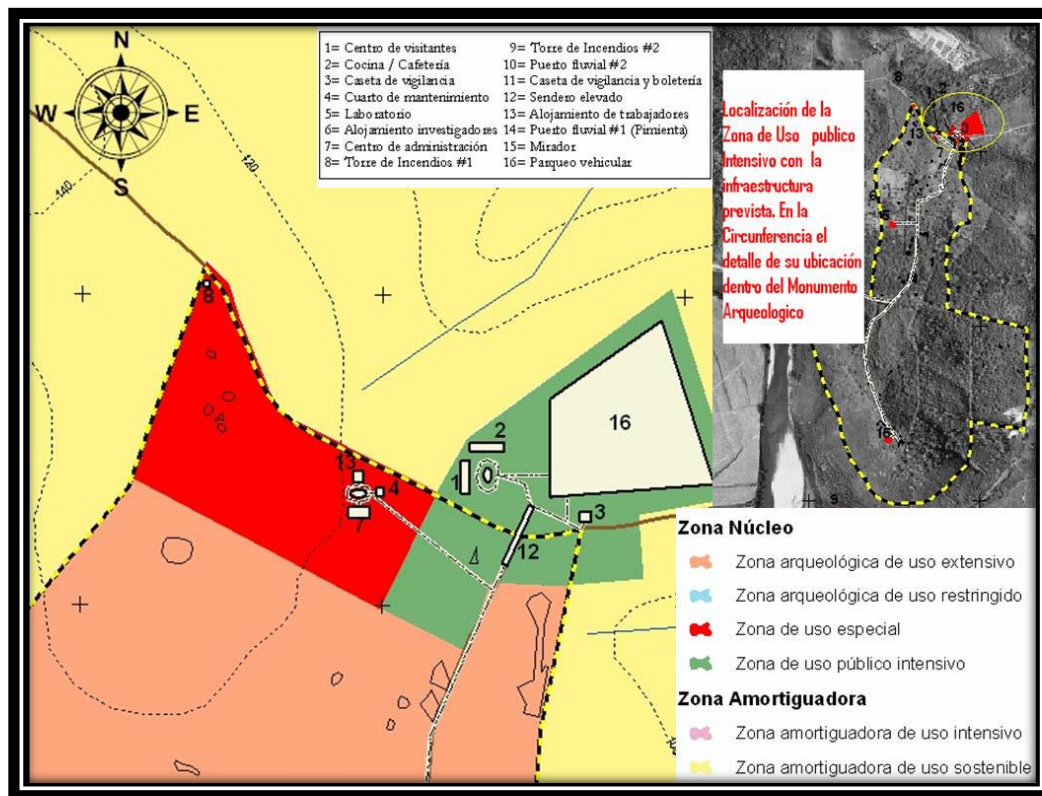 N
W E
S
1= Centro de visitantes
2= Cocina / Cafetería
3= Caseta de vigilancia
4= Cuarto de mantenimiento
5= Laboratorio
6= Alojamiento investigadores
7= Centro de administración
8= Torre de Incendios #1
9= Torre de Incendios #2
10= Puerto fluvial #2
11= Caseta de vigilancia y boletería
12= Sendero elevado
13= Alojamiento de trabajadores
14= Puerto fluvial #1 (Pimienta)
15= Mirador
16= Parqueo vehicular
Localización de la
Zona de Uso publico
Intensivo con la
infraestructura
prevista. En la
Circunferencia el
detalle de su ubicación
dentro del Monumento
Arqueologico
8
16
13
3
9
140
120
8
16
2
1
13
4
7
3
12
Zona Núcleo
Zona arqueológica de uso extensivo
Zona arqueológica de uso restringido
Zona de uso especial
Zona de uso público intensivo
Zona Amortiguadora
Zona amortiguadora de uso intensivo
Zona amortiguadora de uso sostenible